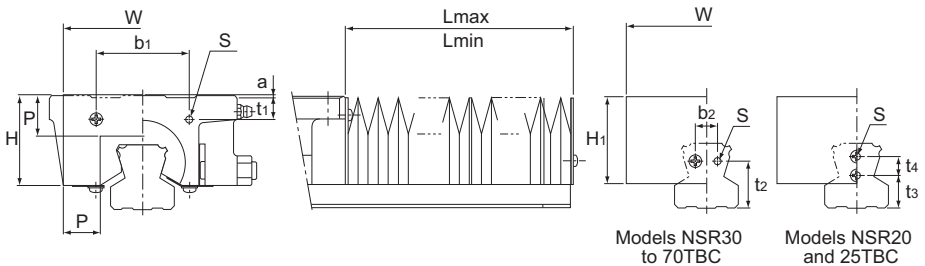 W
b1
S
a
t1
P
H
P
Lmax
Lmin
W
b2
S
H1
t2
S
t4
t3
Models NSR30
to 70TBC
Models NSR20
and 25TBC